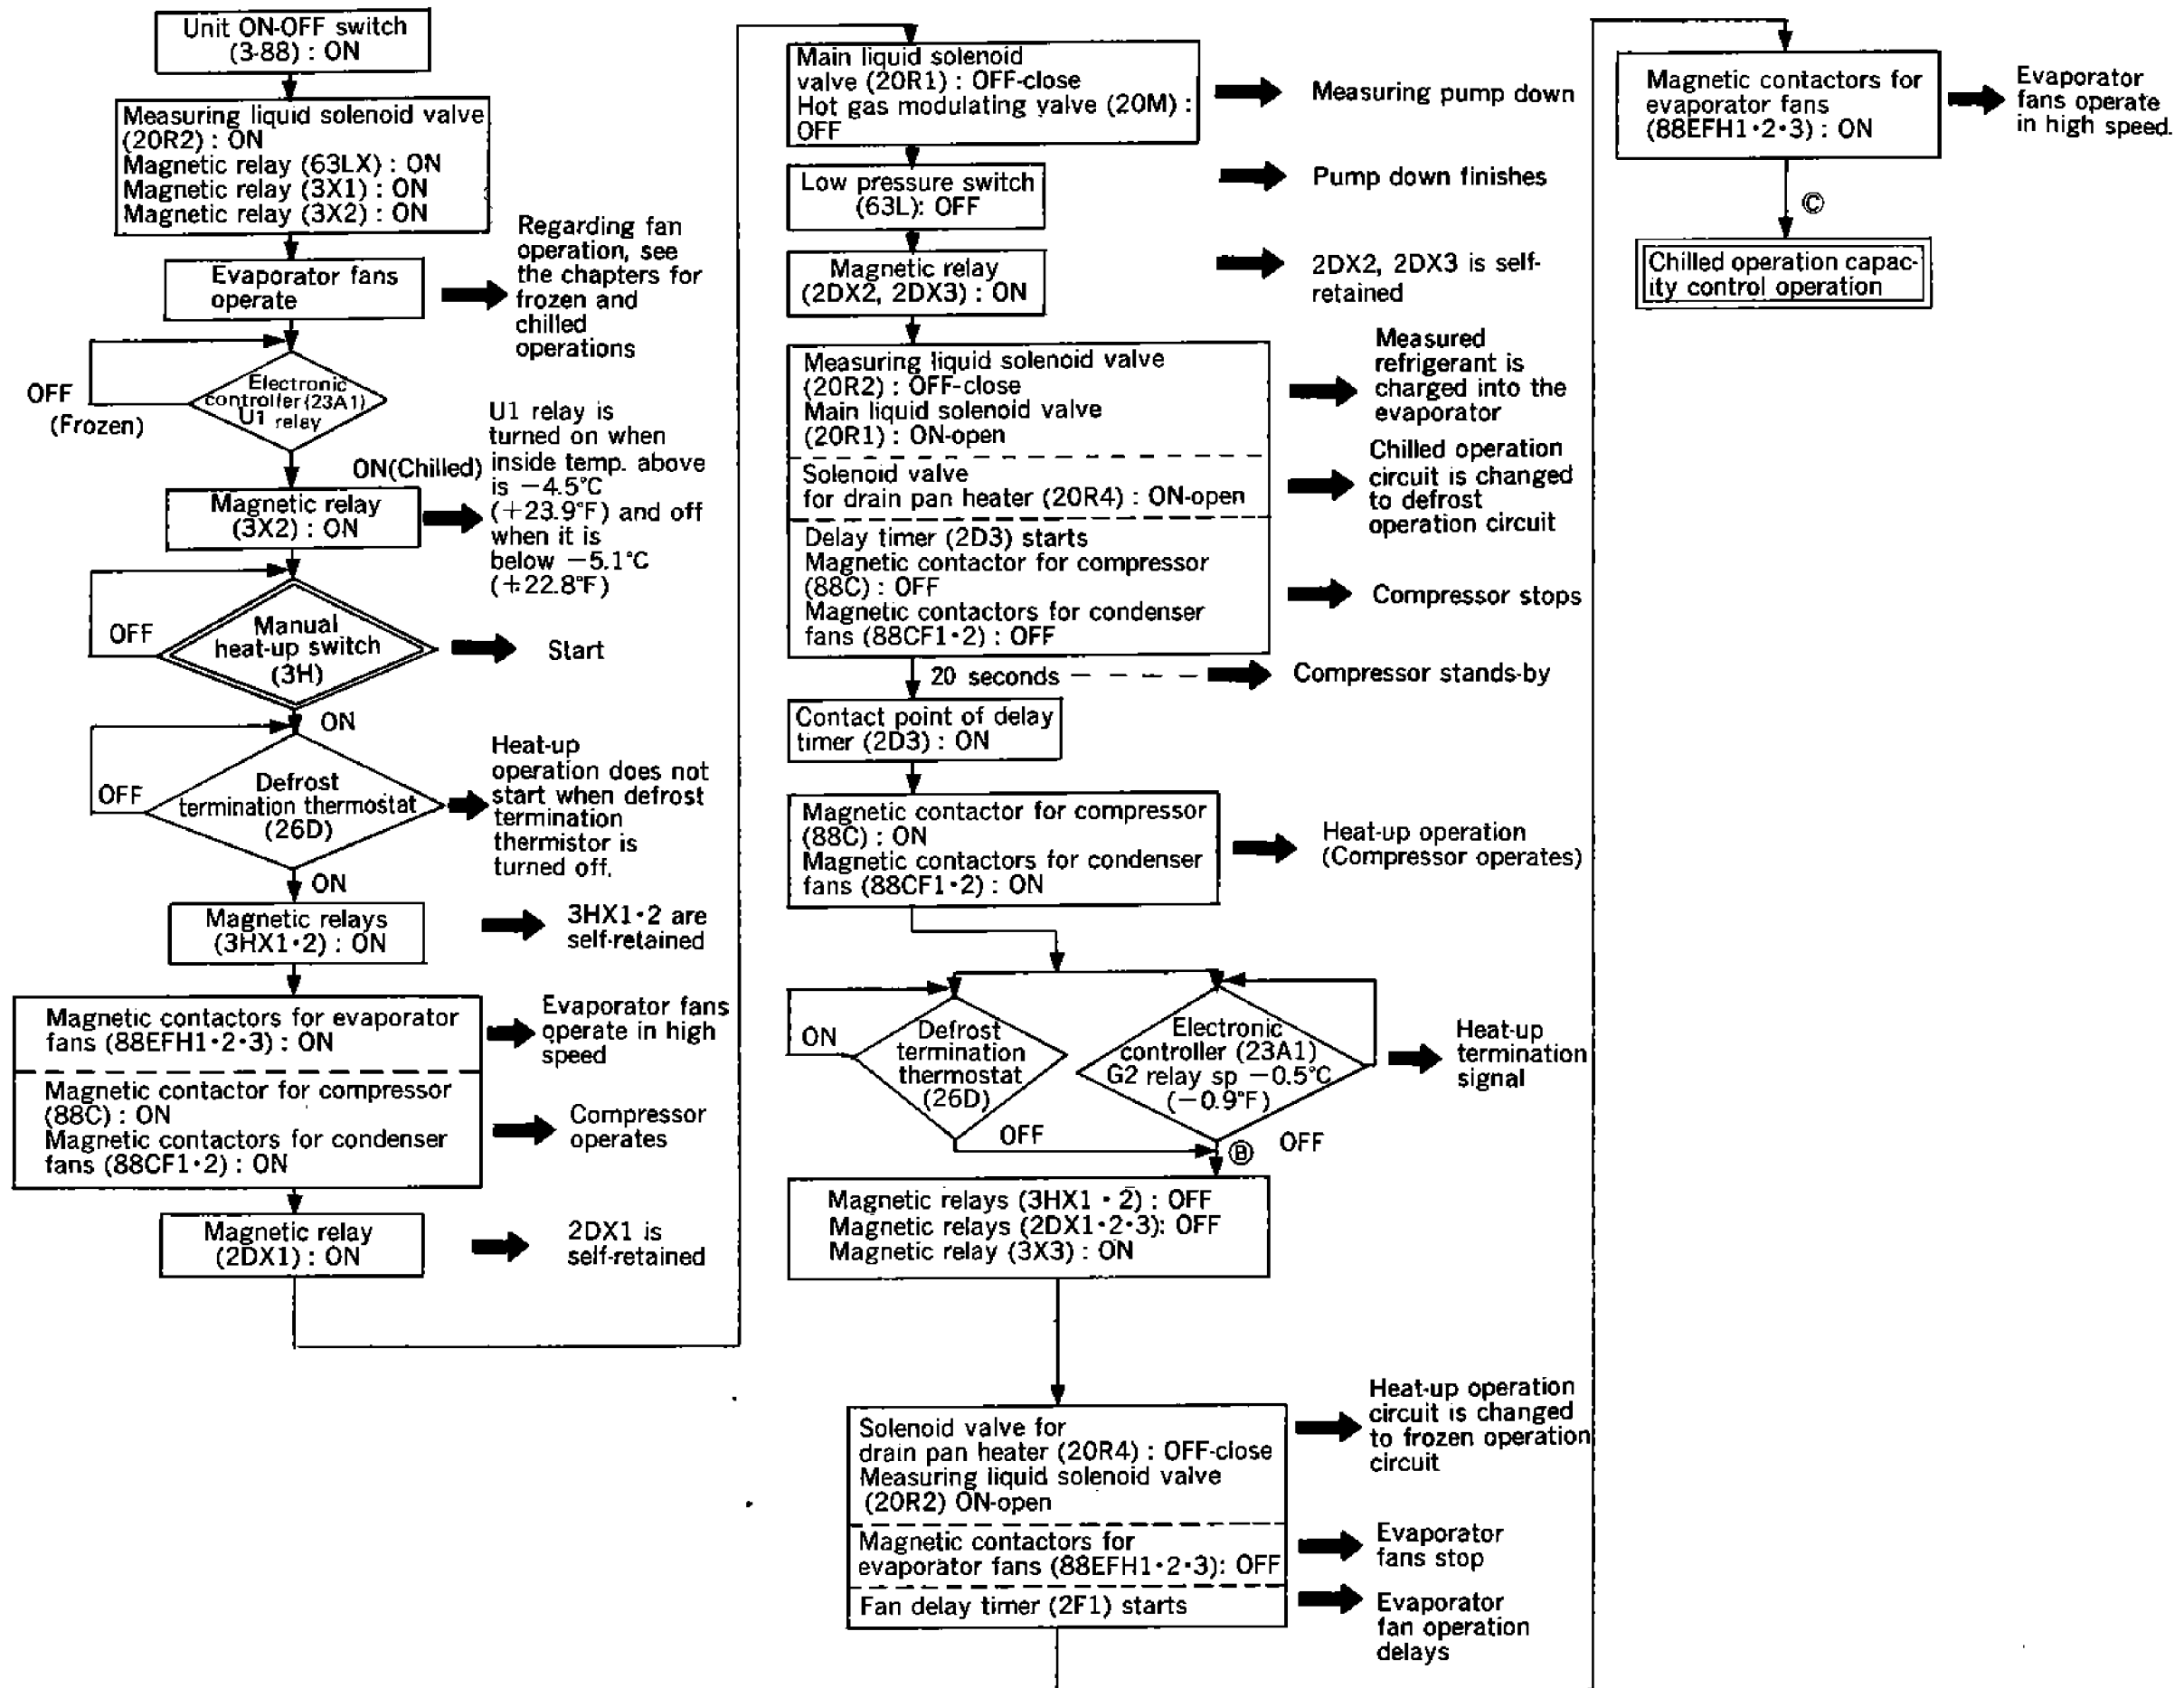 Unit ON-OFF switch
(3-88) : ON
Measuring liquid solenoid valve
(20R2) : ON
Magnetic relay (63LX) : ON
Magnetic relay (3X1) : ON
Magnetic relay (3X2) : ON
Evaporator fans
operate
Regarding fan
operation, see
the chapters for
frozen and
chilled
operations
Electronic
controller (23A1)
U1 relay
OFF
(Frozen)
ON(Chilled)
Magnetic relay
(3X2) : ON
U1 relay is
turned on when
inside temp. above
is −4.5°C
(+23.9°F) and off
when it is
below −5.1°C
(+22.8°F)
OFF
Manual
heat-up switch
(3H)
Start
ON
OFF
Defrost
termination thermostat
(26D)
Heat-up
operation does not
start when defrost
termination
thermistor is
turned off.
ON
Magnetic relays
(3HX1·2) : ON
3HX1·2 are
self-retained
Magnetic contactors for evaporator
fans (88EFH1·2·3) : ON
Evaporator fans
operate in high
speed
Magnetic contactor for compressor
(88C) : ON
Magnetic contactors for condenser
fans (88CF1·2) : ON
Compressor
operates
Magnetic relay
(2DX1) : ON
2DX1 is
self-retained
Main liquid solenoid
valve (20R1) : OFF-close
Hot gas modulating valve (20M) :
OFF
Measuring pump down
Low pressure switch
(63L): OFF
Pump down finishes
Magnetic relay
(2DX2, 2DX3) : ON
2DX2, 2DX3 is self-
retained
Measuring liquid solenoid valve
(20R2) : OFF-close
Main liquid solenoid valve
(20R1) : ON-open
Measured
refrigerant is
charged into the
evaporator
Solenoid valve
for drain pan heater (20R4) : ON-open
Chilled operation
circuit is changed
to defrost
operation circuit
Delay timer (2D3) starts
Magnetic contactor for compressor
(88C) : OFF
Magnetic contactors for condenser
fans (88CF1·2) : OFF
Compressor stops
20 seconds
Compressor stands-by
Contact point of delay
timer (2D3) : ON
Magnetic contactor for compressor
(88C) : ON
Magnetic contactors for condenser
fans (88CF1·2) : ON
Heat-up operation
(Compressor operates)
ON
Defrost
termination
thermostat
(26D)
Electronic
controller (23A1)
G2 relay sp −0.5°C
(−0.9°F)
Heat-up
termination
signal
OFF
Ⓑ
OFF
Magnetic relays (3HX1 · 2) : OFF
Magnetic relays (2DX1·2·3): OFF
Magnetic relay (3X3) : ON
Solenoid valve for
drain pan heater (20R4) : OFF-close
Measuring liquid solenoid valve
(20R2) ON-open
Heat-up operation
circuit is changed
to frozen operation
circuit
Magnetic contactors for
evaporator fans (88EFH1·2·3): OFF
Evaporator
fans stop
Fan delay timer (2F1) starts
Evaporator
fan operation
delays
Magnetic contactors for
evaporator fans
(88EFH1·2·3) : ON
Evaporator
fans operate
in high speed.
Ⓒ
Chilled operation capac-
ity control operation